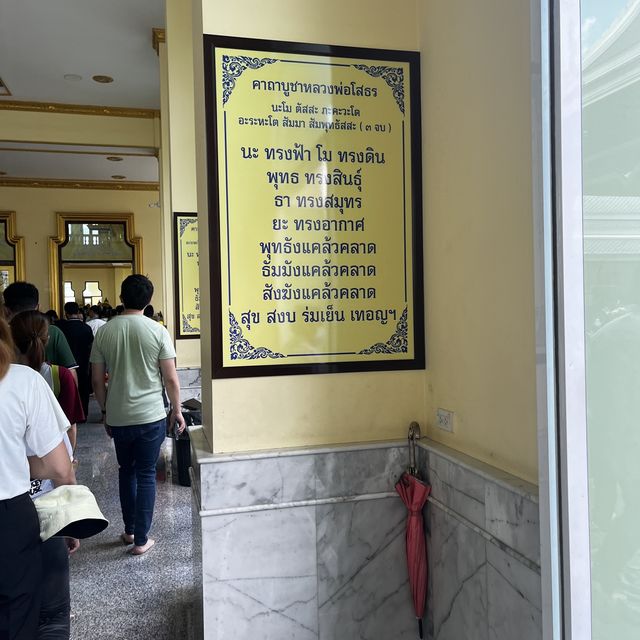 คาถาบูชาหลวงพ่อโสธร
นะโม ตัสสะ ภะคะวะโต
อะระหะโต สัมมา สัมพุทธัสสะ ( ๓ จบ )
นะ ทรงฟ้า โม ทรงดิน
พุทธ ทรงสินธุ์
ธา ทรงสมุทร
ยะ ทรงอากาศ
พุทธังแคล้วคลาด
ธัมมังแคล้วคลาด
สังฆังแคล้วคลาด
สุข สงบ ร่มเย็น เทอญฯ